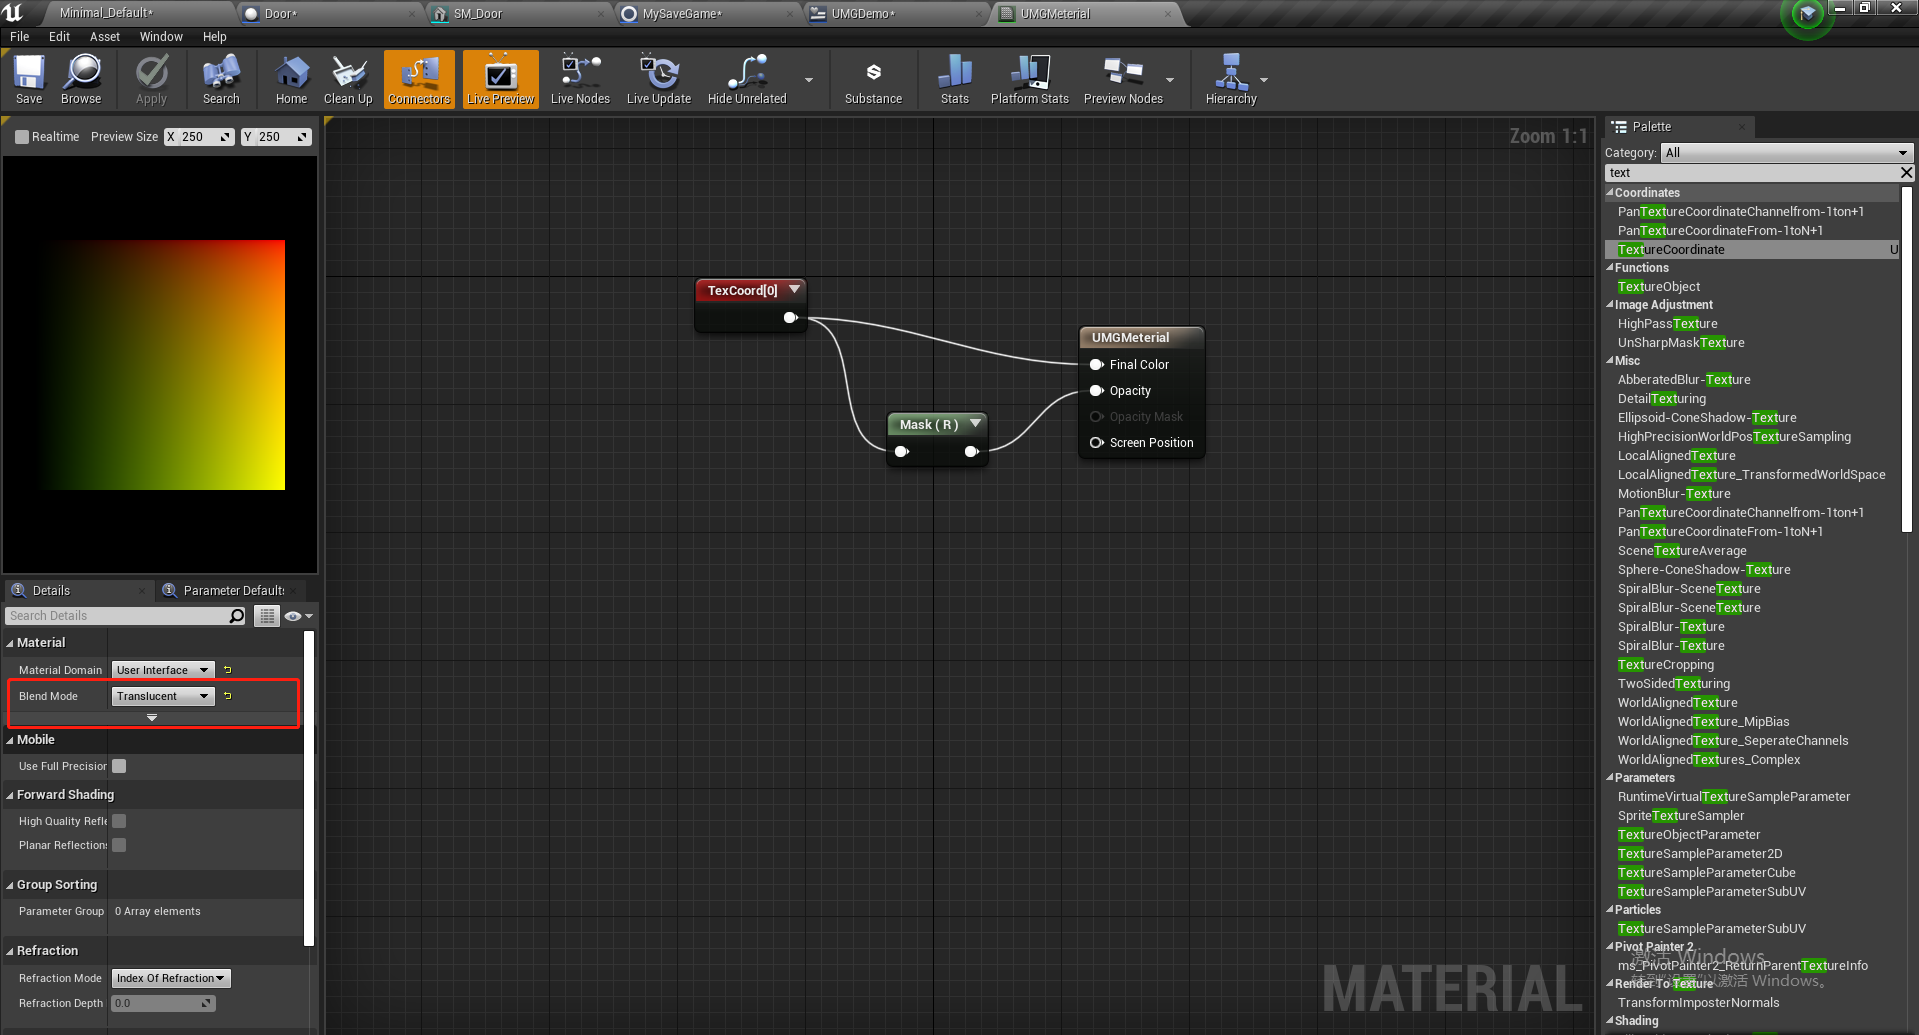 Minimal_Default*
Door*
SM_Door
MySaveGame*
UMGDemo*
UMGMeterial
File
Edit
Asset
Window
Help
Save
Browse
Apply
Search
Home
Clean Up
Connectors
Live Preview
Live Nodes
Live Update
Hide Unrelated
Substance
Stats
Platform Stats
Preview Nodes
Hierarchy
Realtime
Preview Size
X 250
Y 250
Zoom 1:1
TexCoord[0]
Mask ( R )
UMGMeterial
Final Color
Opacity
Opacity Mask
Screen Position
MATERIAL
Details
Parameter Default
Search Details
Material
Material Domain
User Interface
Blend Mode
Translucent
Mobile
Use Full Precision
Forward Shading
High Quality Refle
Planar Reflections
Group Sorting
Parameter Group
0 Array elements
Refraction
Refraction Mode
Index Of Refraction
Refraction Depth
0.0
Palette
Category:
All
text
Coordinates
PanTextureCoordinateChannelfrom-1ton+1
PanTextureCoordinateFrom-1toN+1
TextureCoordinate
U
Functions
TextureObject
Image Adjustment
HighPassTexture
UnSharpMaskTexture
Misc
AbberatedBlur-Texture
DetailTexturing
Ellipsoid-ConeShadow-Texture
HighPrecisionWorldPosTextureSampling
LocalAlignedTexture
LocalAlignedTexture_TransformedWorldSpace
MotionBlur-Texture
PanTextureCoordinateChannelfrom-1ton+1
PanTextureCoordinateFrom-1toN+1
SceneTextureAverage
Sphere-ConeShadow-Texture
SpiralBlur-SceneTexture
SpiralBlur-SceneTexture
SpiralBlur-Texture
SpiralBlur-Texture
TextureCropping
TwoSidedTexturing
WorldAlignedTexture
WorldAlignedTexture_MipBias
WorldAlignedTexture_SeperateChannels
WorldAlignedTextures_Complex
Parameters
RuntimeVirtualTextureSampleParameter
SpriteTextureSampler
TextureObjectParameter
TextureSampleParameter2D
TextureSampleParameterCube
TextureSampleParameterSubUV
Particles
TextureSampleParameterSubUV
Pivot Painter 2
激活 Windows
ms_PivotPainter2_ReturnParentTextureInfo
转到"设置"以激活 Windows。
Render To Texture
TransformImposterNormals
Shading